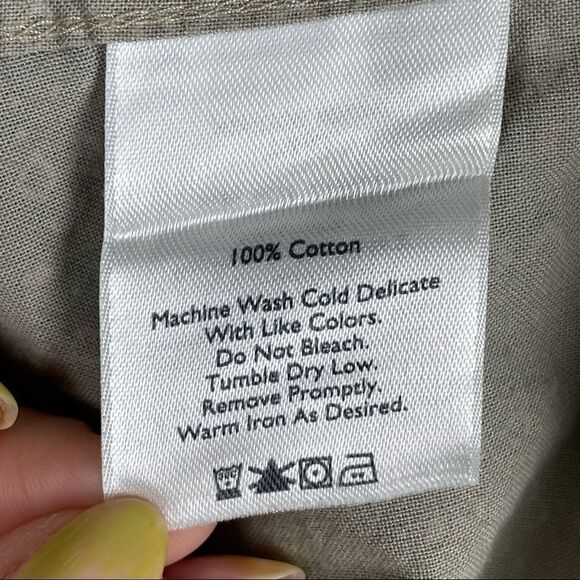 100% Cotton
Machine Wash Cold Delicate
With Like Colors.
Do Not Bleach.
Tumble Dry Low.
Remove Promptly.
Warm Iron As Desired.